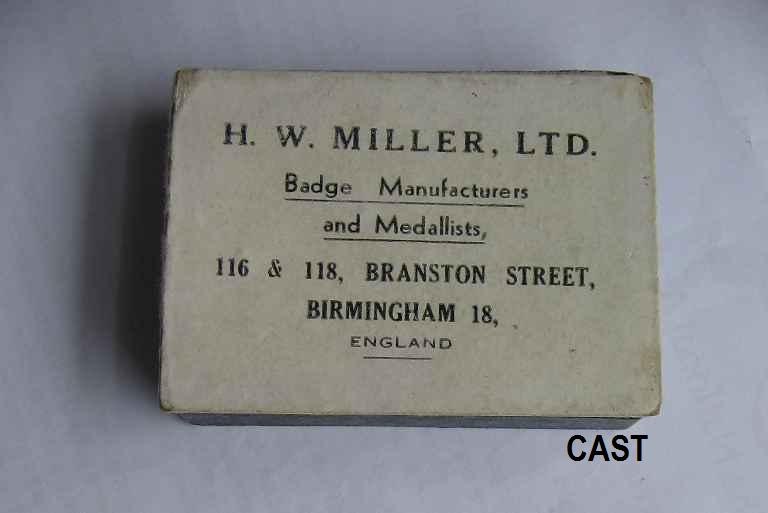 H. W. MILLER, LTD.
Badge Manufacturers
and Medallists,
116 & 118, BRANSTON STREET,
BIRMINGHAM 18,
ENGLAND
CAST